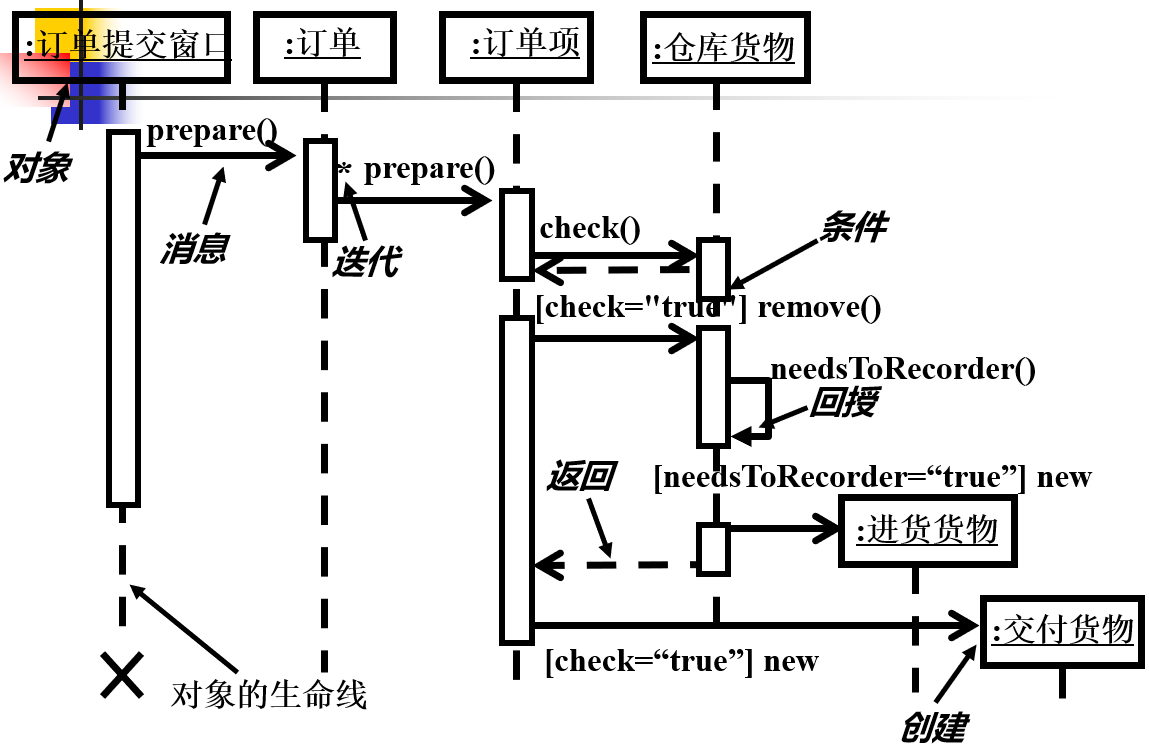 :订单提交窗口
:订单
:订单项
:仓库货物
prepare()
对象
* prepare()
消息
迭代
check()
条件
[check="true"] remove()
needsToRecorder()
回授
返回
[needsToRecorder=“true”] new
:进货货物
:交付货物
[check=“true”] new
对象的生命线
创建